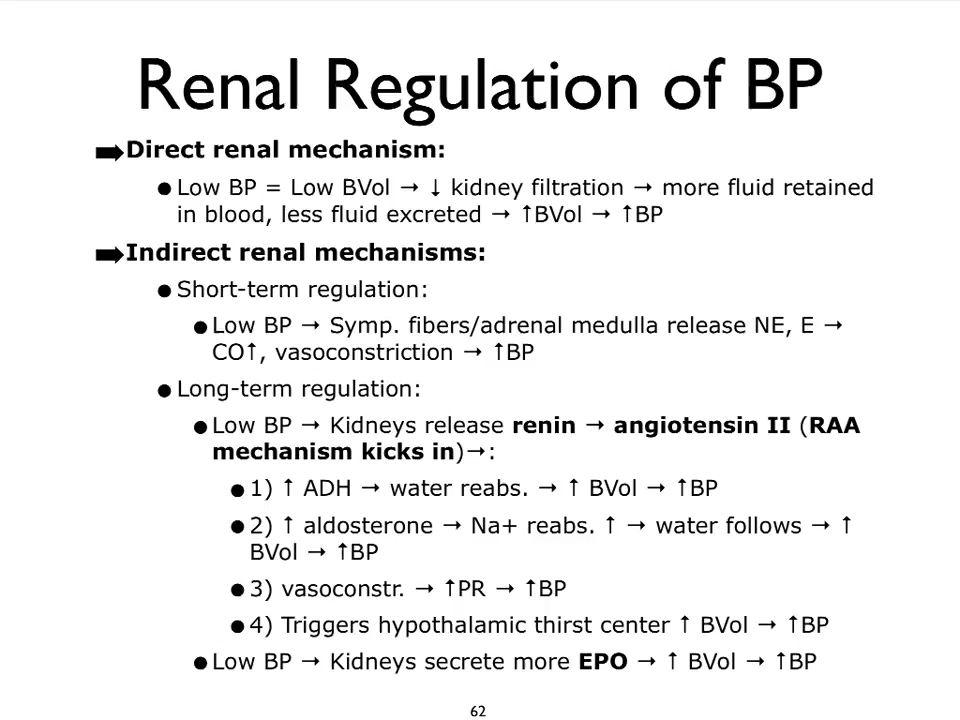 Renal Regulation of BP
➡Direct renal mechanism:
●Low BP = Low BVol → ↓ kidney filtration → more fluid retained
in blood, less fluid excreted → ↑BVol → ↑BP
➡Indirect renal mechanisms:
●Short-term regulation:
●Low BP → Symp. fibers/adrenal medulla release NE, E →
CO↑, vasoconstriction → ↑BP
●Long-term regulation:
●Low BP → Kidneys release renin → angiotensin II (RAA
mechanism kicks in)→:
●1) ↑ ADH → water reabs. → ↑ BVol → ↑BP
●2) ↑ aldosterone → Na+ reabs. ↑ → water follows → ↑
BVol → ↑BP
●3) vasoconstr. → ↑PR → ↑BP
●4) Triggers hypothalamic thirst center ↑ BVol → ↑BP
●Low BP → Kidneys secrete more EPO → ↑ BVol → ↑BP
62